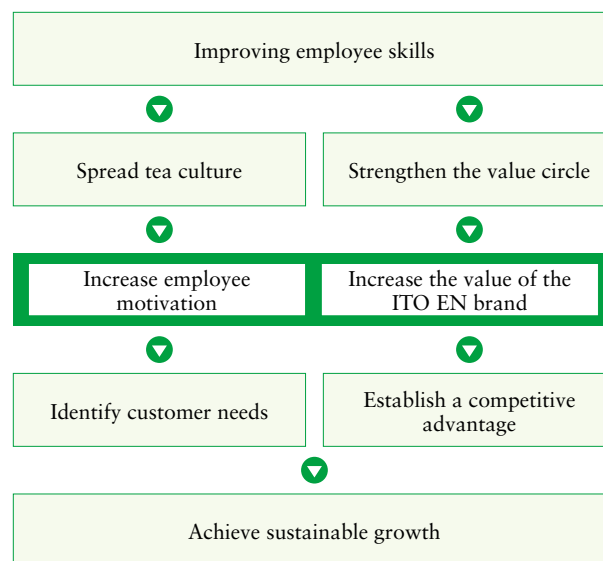 Improving employee skills
Spread tea culture
Strengthen the value circle
Increase employee
motivation
Increase the value of the
ITO EN brand
Identify customer needs
Establish a competitive
advantage
Achieve sustainable growth